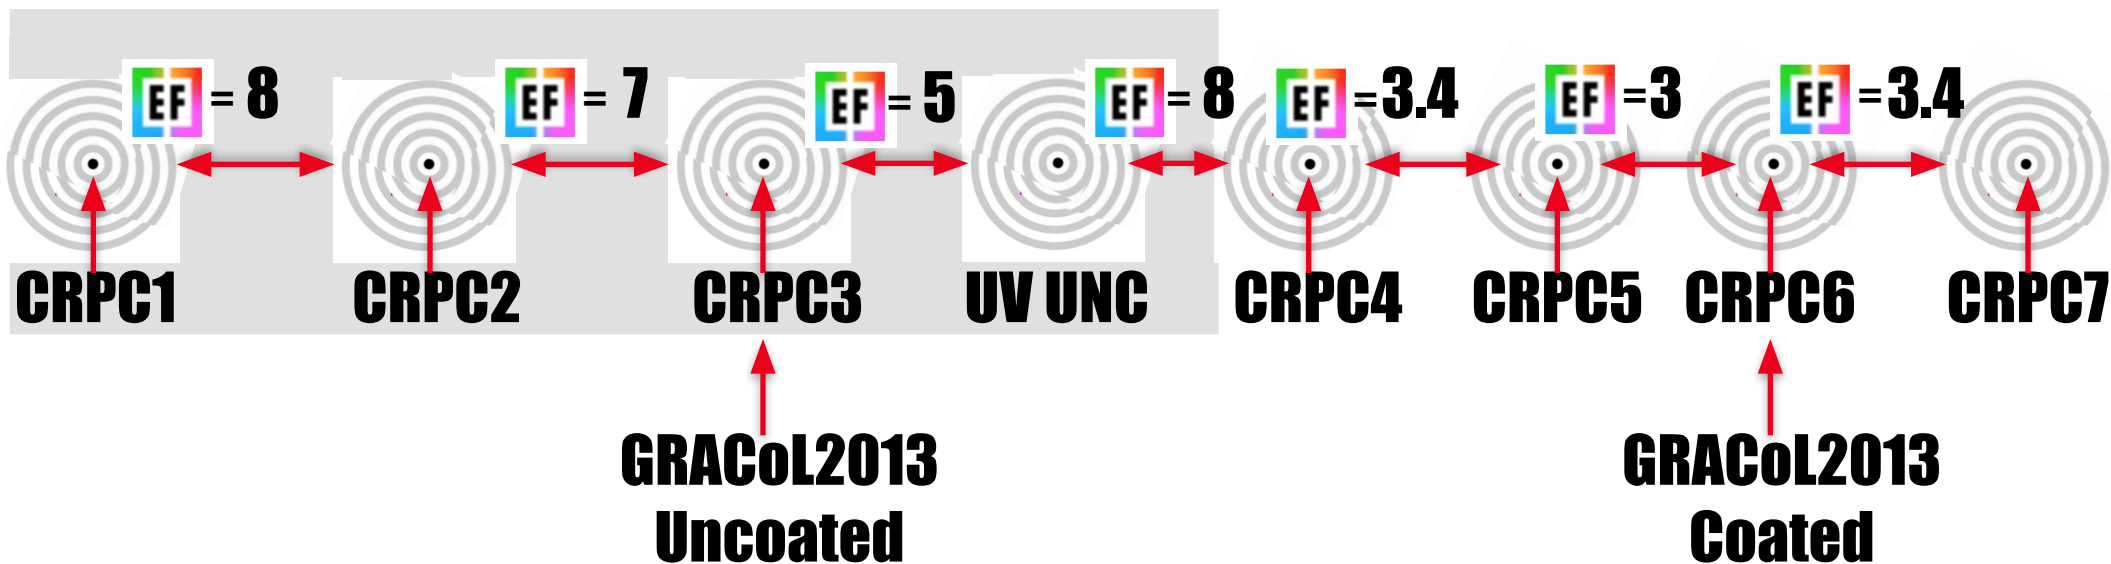 EF = 8 EF = 7 EF = 5 EF = 8 EF =3.4 EF =3 EF =3.4
CRPC1 CRPC2 CRPC3 UV UNC CRPC4 CRPC5 CRPC6 CRPC7
GRACoL2013 GRACoL2013
Uncoated Coated